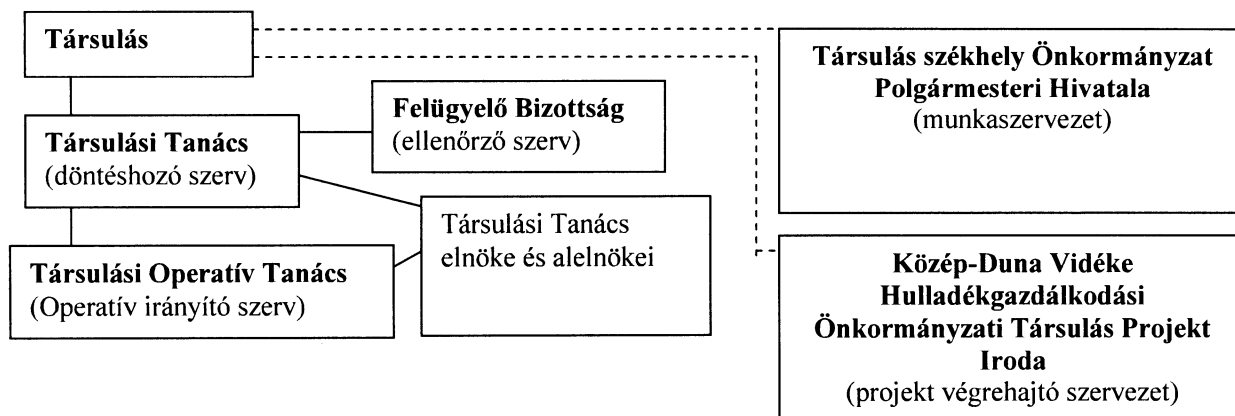 Társulás
Társulási Tanács
(döntéshozó szerv)
Társulási Operatív Tanács
(Operatív irányító szerv)
Felügyelő Bizottság
(ellenőrző szerv)
Társulási Tanács
elnöke és alelnökei
Társulás székhely Önkormányzat
Polgármesteri Hivatala
(munkaszervezet)
Közép-Duna Vidéke
Hulladékgazdálkodási
Önkormányzati Társulás Projekt
Iroda
(projekt végrehajtó szervezet)